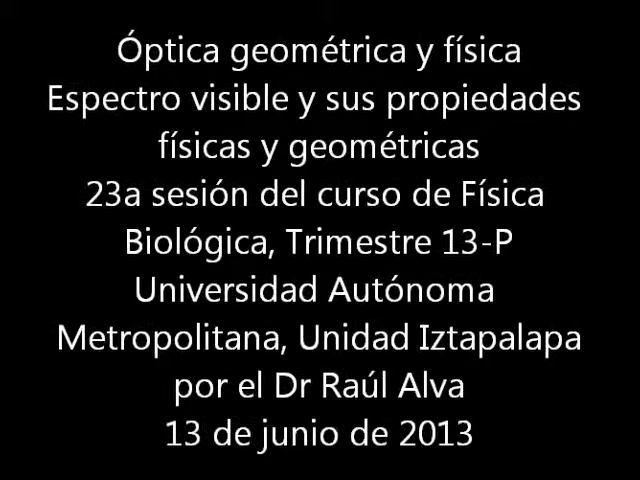 Óptica geométrica y física
Espectro visible y sus propiedades
físicas y geométricas
23a sesión del curso de Física
Biológica, Trimestre 13-P
Universidad Autónoma
Metropolitana, Unidad Iztapalapa
por el Dr Raúl Alva
13 de junio de 2013